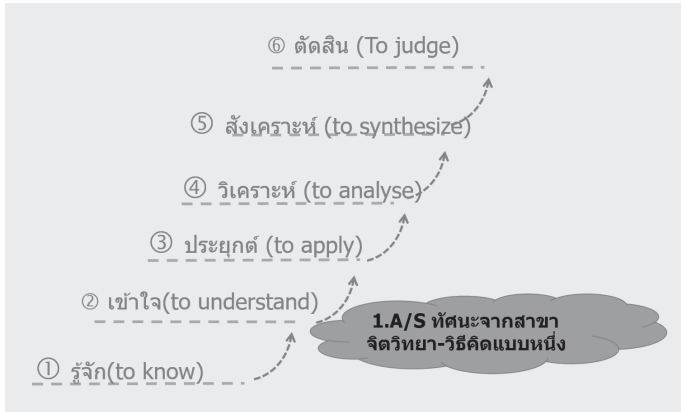 ⑥ ตัดสิน (To judge)
⑤ สังเคราะห์ (to synthesize)
④ วิเคราะห์ (to analyse)
③ ประยุกต์ (to apply)
② เข้าใจ(to understand)
1.A/S ทัศนะจากสาขา
จิตวิทยา-วิธีคิดแบบหนึ่ง
① รู้จัก(to know)